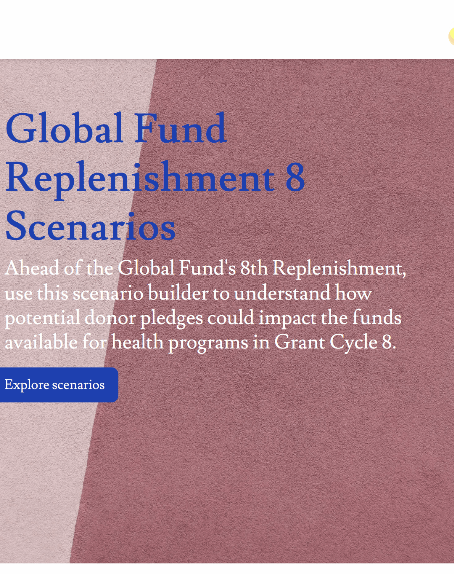 Global Fund
Replenishment 8
Scenarios
Ahead of the Global Fund's 8th Replenishment,
use this scenario builder to understand how
potential donor pledges could impact the funds
available for health programs in Grant Cycle 8.
Explore scenarios